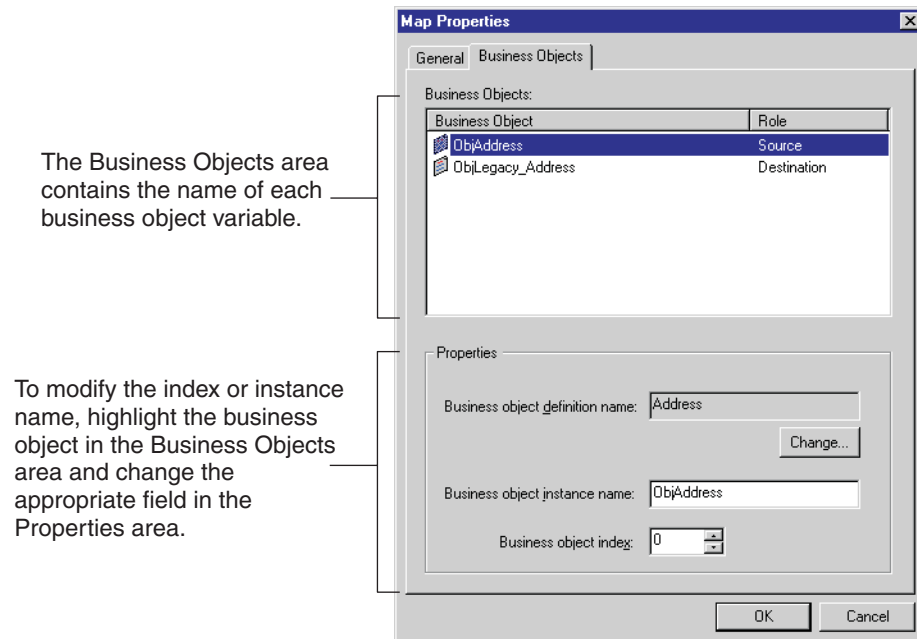 Map Properties
General
Business Objects
Business Objects:
Business Object
Role
ObjAddress
Source
ObjLegacy_Address
Destination
The Business Objects area
contains the name of each
business object variable.
Properties
Business object definition name:
Address
Change...
Business object instance name:
ObjAddress
Business object index:
0
To modify the index or instance
name, highlight the business
object in the Business Objects
area and change the
appropriate field in the
Properties area.
OK
Cancel